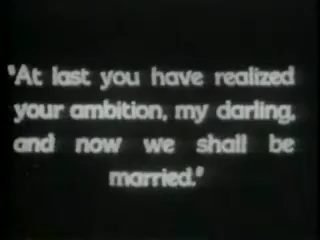 "At last you have realized
your ambition, my darling,
and now we shall be
married."